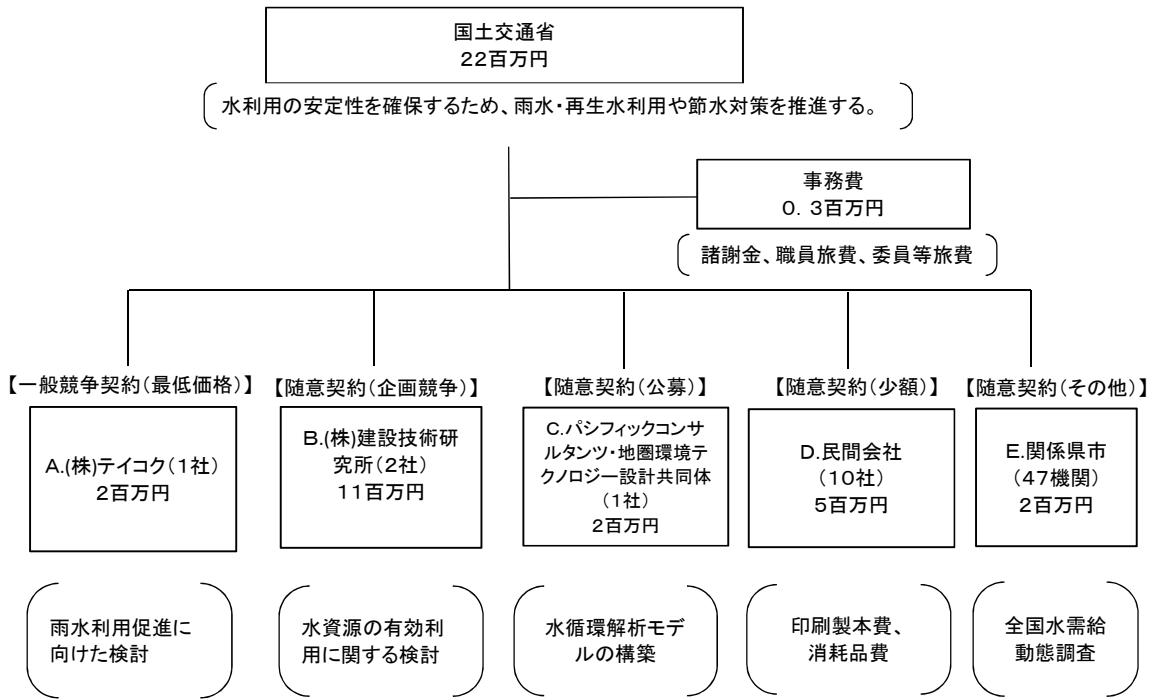 国土交通省
22百万円
水利用の安定性を確保するため、雨水・再生水利用や節水対策を推進する。
事務費
0．3百万円
諸謝金、職員旅費、委員等旅費
【一般競争契約(最低価格)】
A.(株)テイコク(1社)
2百万円
雨水利用促進に
向けた検討
【随意契約(企画競争)】
B.(株)建設技術研
究所(2社)
11百万円
水資源の有効利
用に関する検討
【随意契約(公募)】
C.パシフィックコンサ
ルタンツ・地圏環境テ
クノロジー設計共同体
(1社)
2百万円
水循環解析モデ
ルの構築
【随意契約(少額)】
D.民間会社
(10社)
5百万円
印刷製本費、
消耗品費
【随意契約(その他)】
E.関係県市
(47機関)
2百万円
全国水需給
動態調査